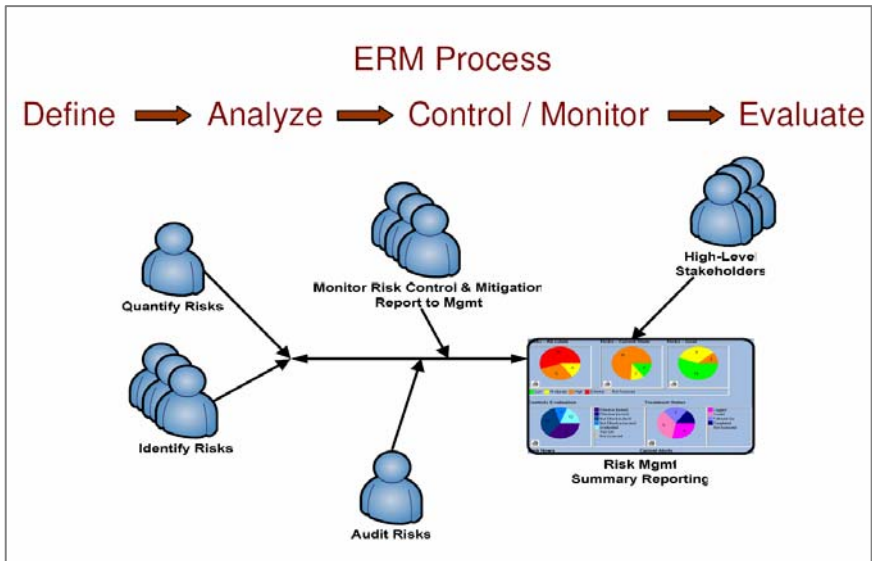 ERM Process
Define Analyze Control / Monitor Evaluate
High-Level
Stakeholders
Monitor Risk Control & Mitigation
Report to Mgmt
Quantify Risks
Identify Risks
Audit Risks
Risk Mgmt
Summary Reporting